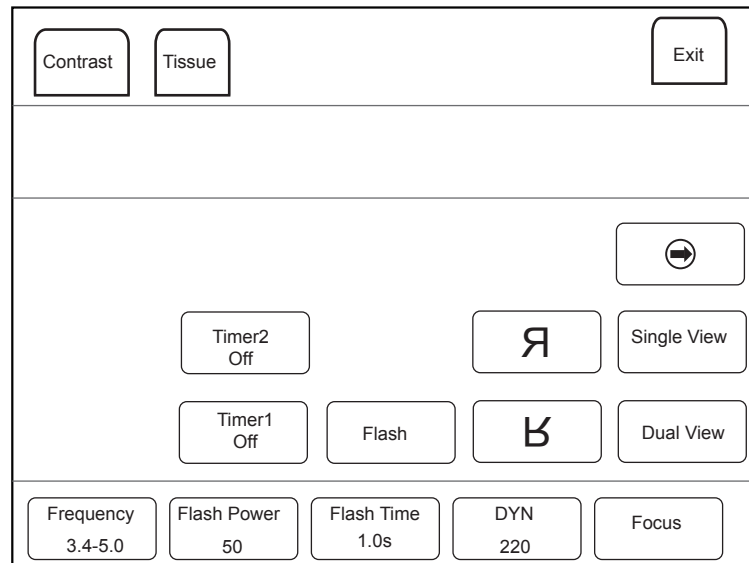 Contrast
Tissue
Exit
Timer2
Off
Я
Single View
Timer1
Off
Flash
R
Dual View
Frequency
3.4-5.0
Flash Power
50
Flash Time
1.0s
DYN
220
Focus